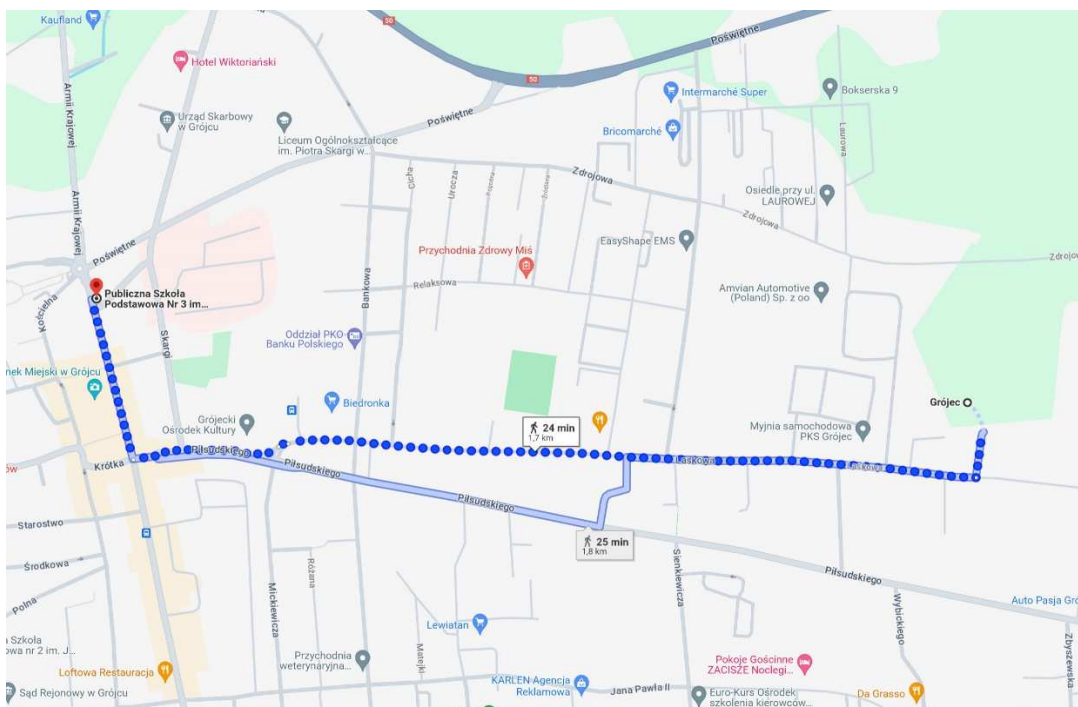 Kaufland
50
Poświętne
50
Hotel Wiktoriański
Armii Krajowej
Intermarché Super
Bokserska 9
Urząd Skarbowy
w Grójcu
Liceum Ogólnokształcące
im. Piotra Skargi w...
Poświętne
Bricomarché
Laurowa
Cicha
Urocza
Zdrojowa
Armii Krajowej
Osiedle przy ul.
LAUROWEJ
Zdrojowa
Poświętne
EasyShape EMS
Przychodnia Zdrowy Miś
Zdrojow
Kościelna
Publiczna Szkoła
Podstawowa Nr 3 im...
Bankowa
Relaksowa
Amvian Automotive
(Poland) Sp. z oo
Skargi
Oddział PKO
Banku Polskiego
nek Miejski w Grójcu
Biedronka
Grójec
Grójecki
Ośrodek Kultury
24 min
1,7 km
Myjnia samochodowa
PKS Grójec
Krótka
ów
Piłsudskiego
Piłsudskiego
Laskowa
Laskowa
Piłsudskiego
Starostwo
25 min
1,8 km
Środkowa
Różana
Mickiewicza
Sienkiewicza
Piłsudskiego
Polna
Wybickiego
Auto Pasja Gró
Lewiatan
Zbyszewska
a Szkoła
owa nr 2 im. J...
Przychodnia
weterynaryjna...
Matejki
Loftowa Restauracja
Pokoje Gościnne
ZACISZE Noclegi...
Sąd Rejonowy w Grójcu
KARLEN Agencja
Reklamowa
Jana Pawła II
Euro-Kurs Ośrodek
szkolenia kierowców...
Da Grasso